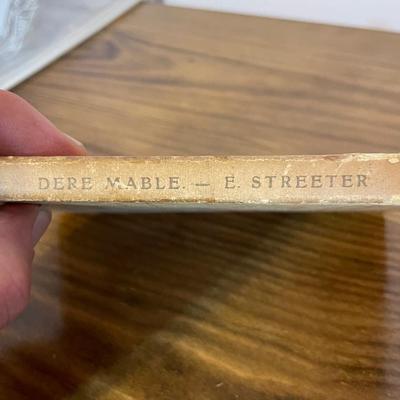 DERE MABLE. — E. STREETER